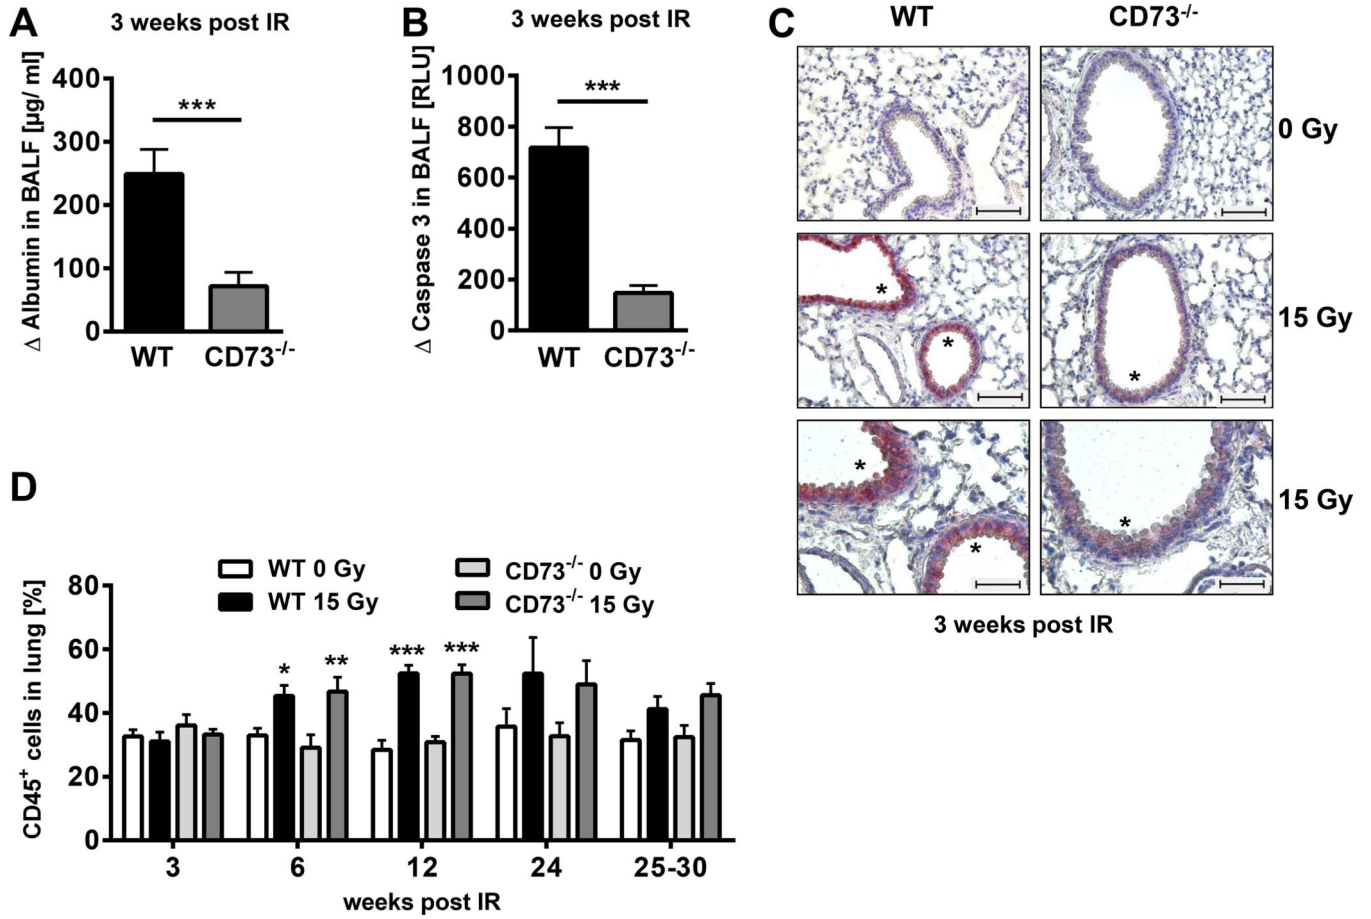 A
3 weeks post IR
Δ Albumin in BALF [µg/ ml]
400
300
200
100
0
***
WT
CD73-/-
B
3 weeks post IR
Δ Caspase 3 in BALF [RLU]
1000
800
600
400
200
0
***
WT
CD73-/-
C
WT
CD73-/-
0 Gy
*
*
*
15 Gy
*
*
*
15 Gy
3 weeks post IR
D
WT 0 Gy
CD73-/- 0 Gy
WT 15 Gy
CD73-/- 15 Gy
CD45+ cells in lung [%]
80
60
40
20
0
* ** *** ***
3 6 12 24 25-30
weeks post IR